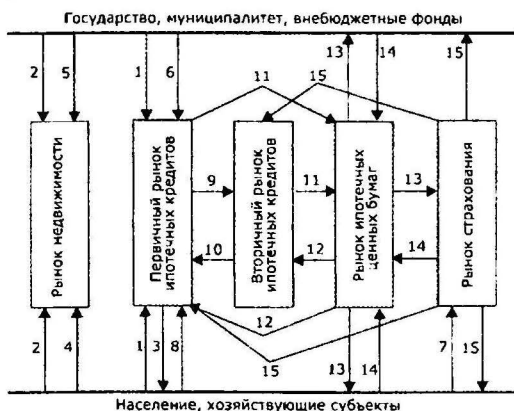 Государство, муниципалитет, внебюджетные фонды
2 5 1 6 13 14 15
11 15
Рынок недвижимости
Первичный рынок
ипотечных кредитов
Вторичный рынок
ипотечных кредитов
Рынок ипотечных
ценных бумаг
Рынок страхования
9 11 13
10 12 14
12
2 4 1 3 8 15 13 14 7 15
Население, хозяйствующие субъекты